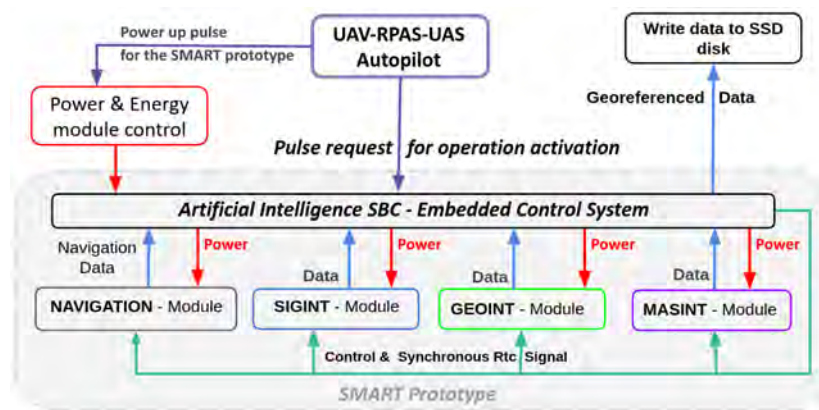 Power up pulse
for the SMART prototype
UAV-RPAS-UAS
Autopilot
Write data to SSD
disk
Power & Energy
module control
Georeferenced Data
Pulse request for operation activation
Artificial Intelligence SBC - Embedded Control System
Navigation
Data
Power
Data
Power
Data
Power
Data
Power
NAVIGATION - Module
SIGINT - Module
GEOINT - Module
MASINT - Module
Control & Synchronous Rtc Signal
SMART Prototype